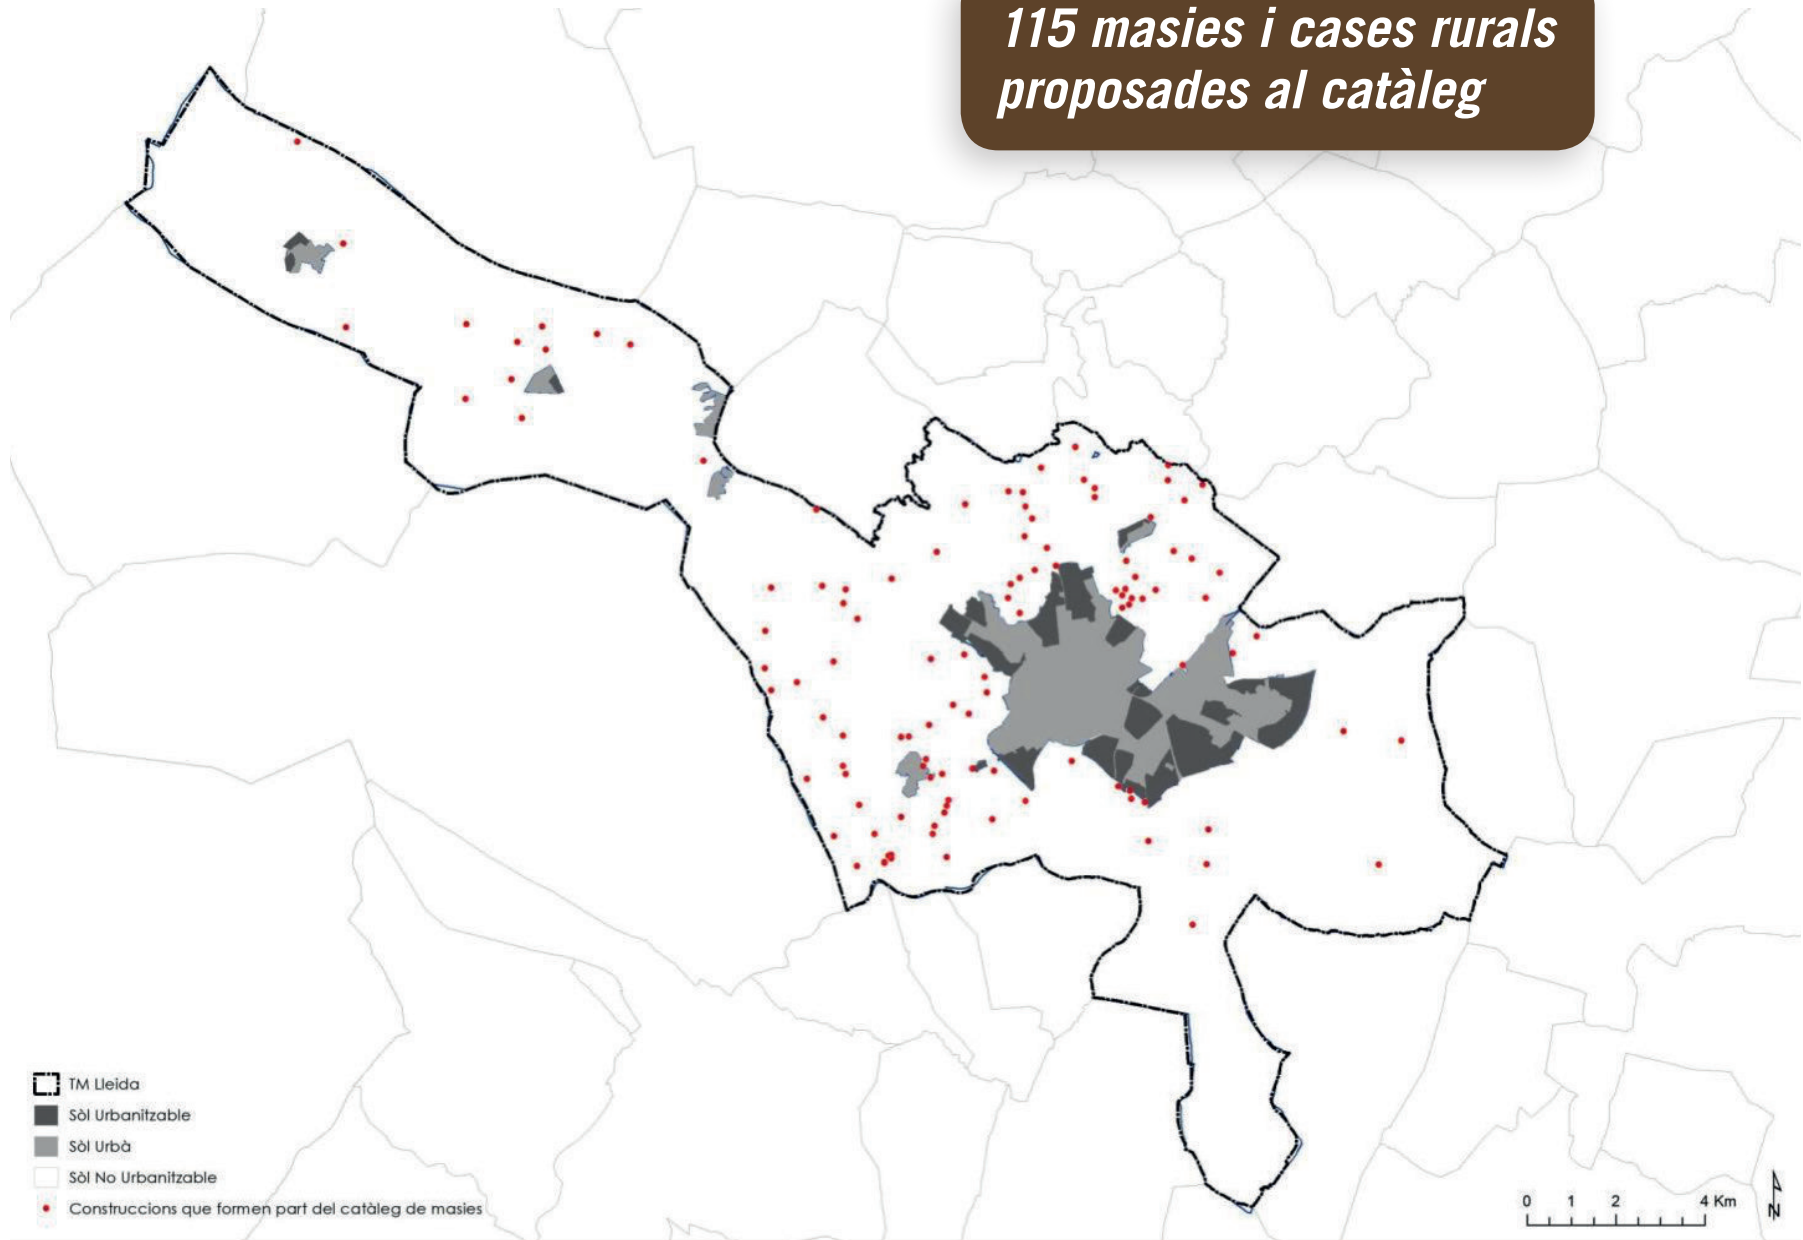 115 masies i cases rurals
proposades al catàleg
TM Lleida
Sòl Urbanitzable
Sòl Urbà
Sòl No Urbanitzable
Construccions que formen part del catàleg de masies
0 1 2 4 Km
N